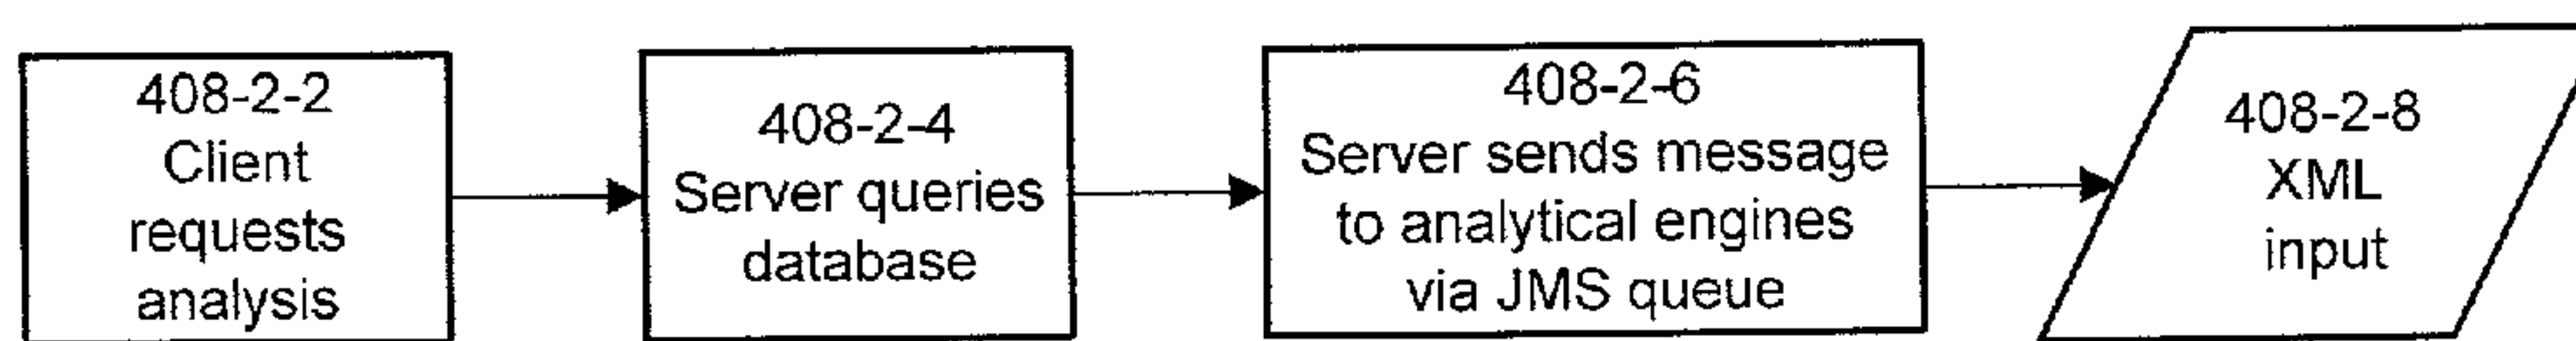 408-2-2
Client
requests
analysis
408-2-4
Server queries
database
408-2-6
Server sends message
to analytical engines
via JMS queue
408-2-8
XML
input